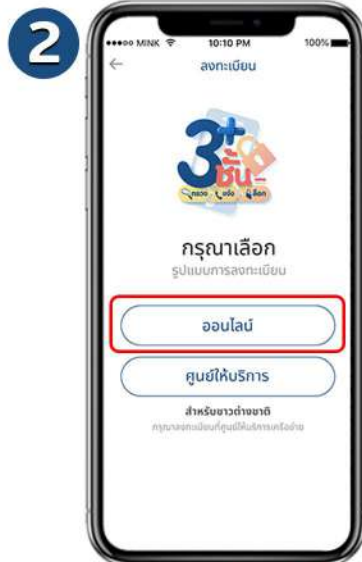 2
MINK 10:10 PM 100%
ลงทะเบียน
3+
ชั้น
ตรวจ แจ้ง ล็อก
กรุณาเลือก
รูปแบบการลงทะเบียน
ออนไลน์
ศูนย์ให้บริการ
สำหรับชาวต่างชาติ
กรุณาลงทะเบียนที่ศูนย์ให้บริการเครือข่าย